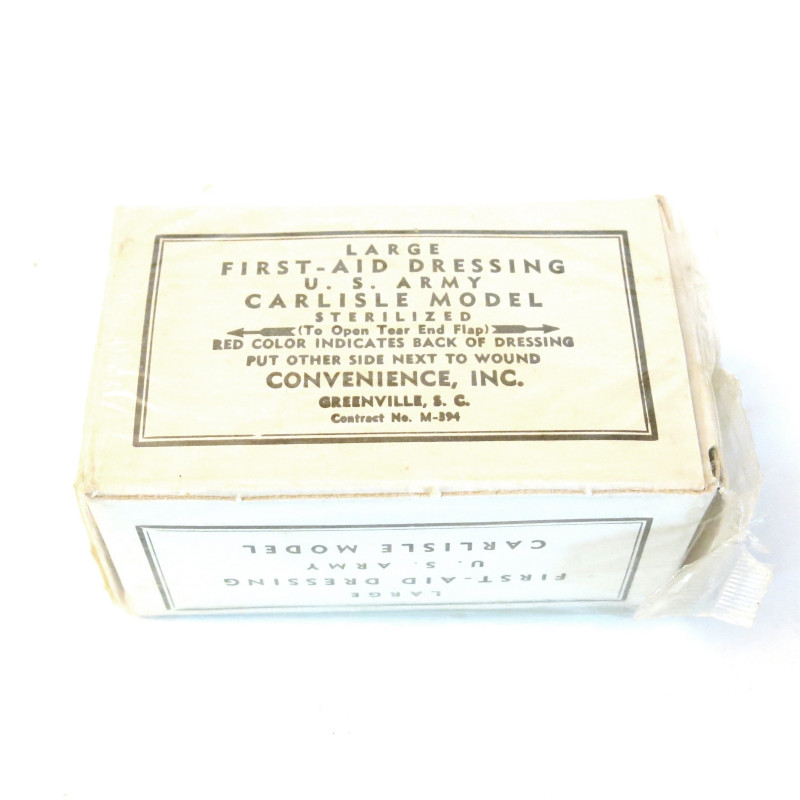 LARGE
FIRST-AID DRESSING
U. S. ARMY
CARLISLE MODEL
STERILIZED
(To Open Tear End Flap)
RED COLOR INDICATES BACK OF DRESSING
PUT OTHER SIDE NEXT TO WOUND
CONVENIENCE, INC.
GREENVILLE, S. C.
Contract No. M-394
LARGE
FIRST-AID DRESSING
U. S. ARMY
CARLISLE MODEL